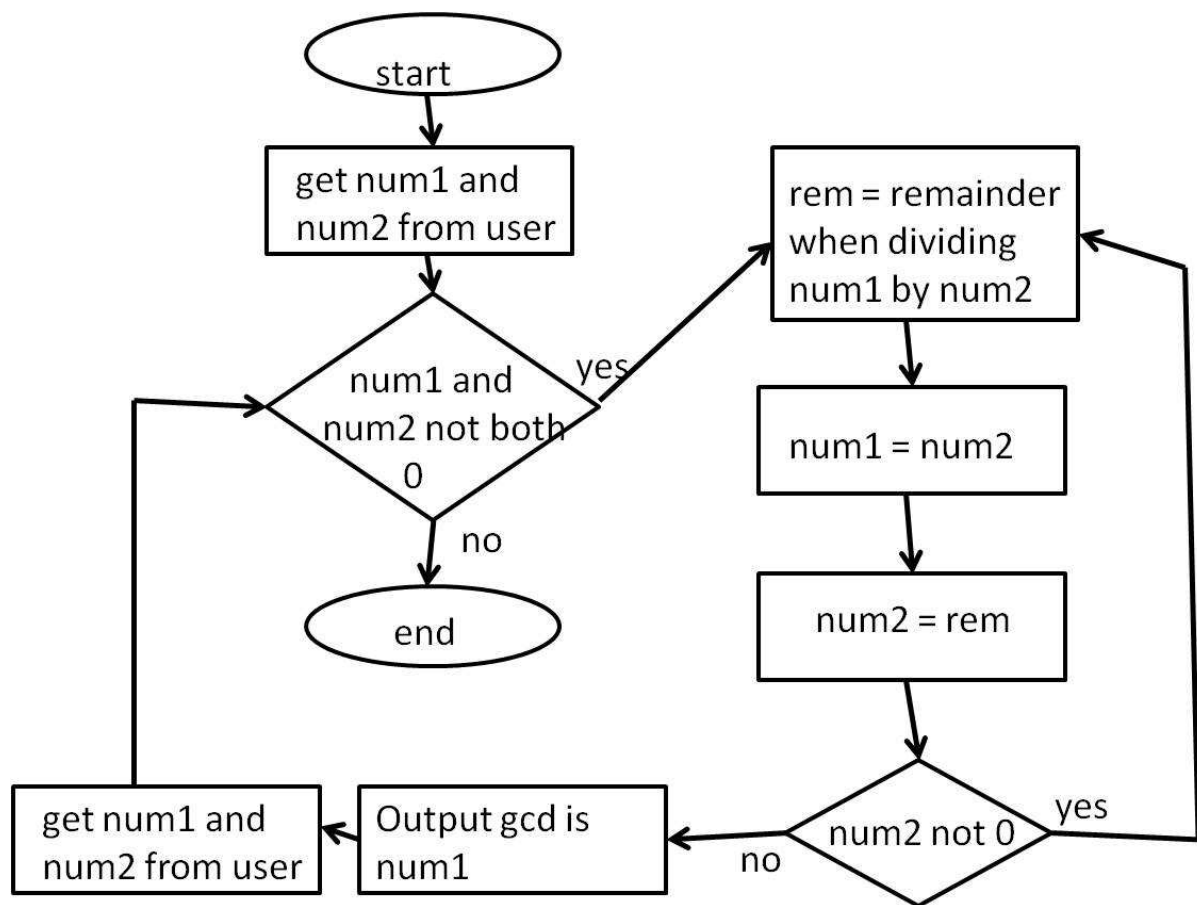 start
get num1 and
num2 from user
num1 and
num2 not both
0
yes
no
end
rem = remainder
when dividing
num1 by num2
num1 = num2
num2 = rem
num2 not 0
yes
no
Output gcd is
num1
get num1 and
num2 from user